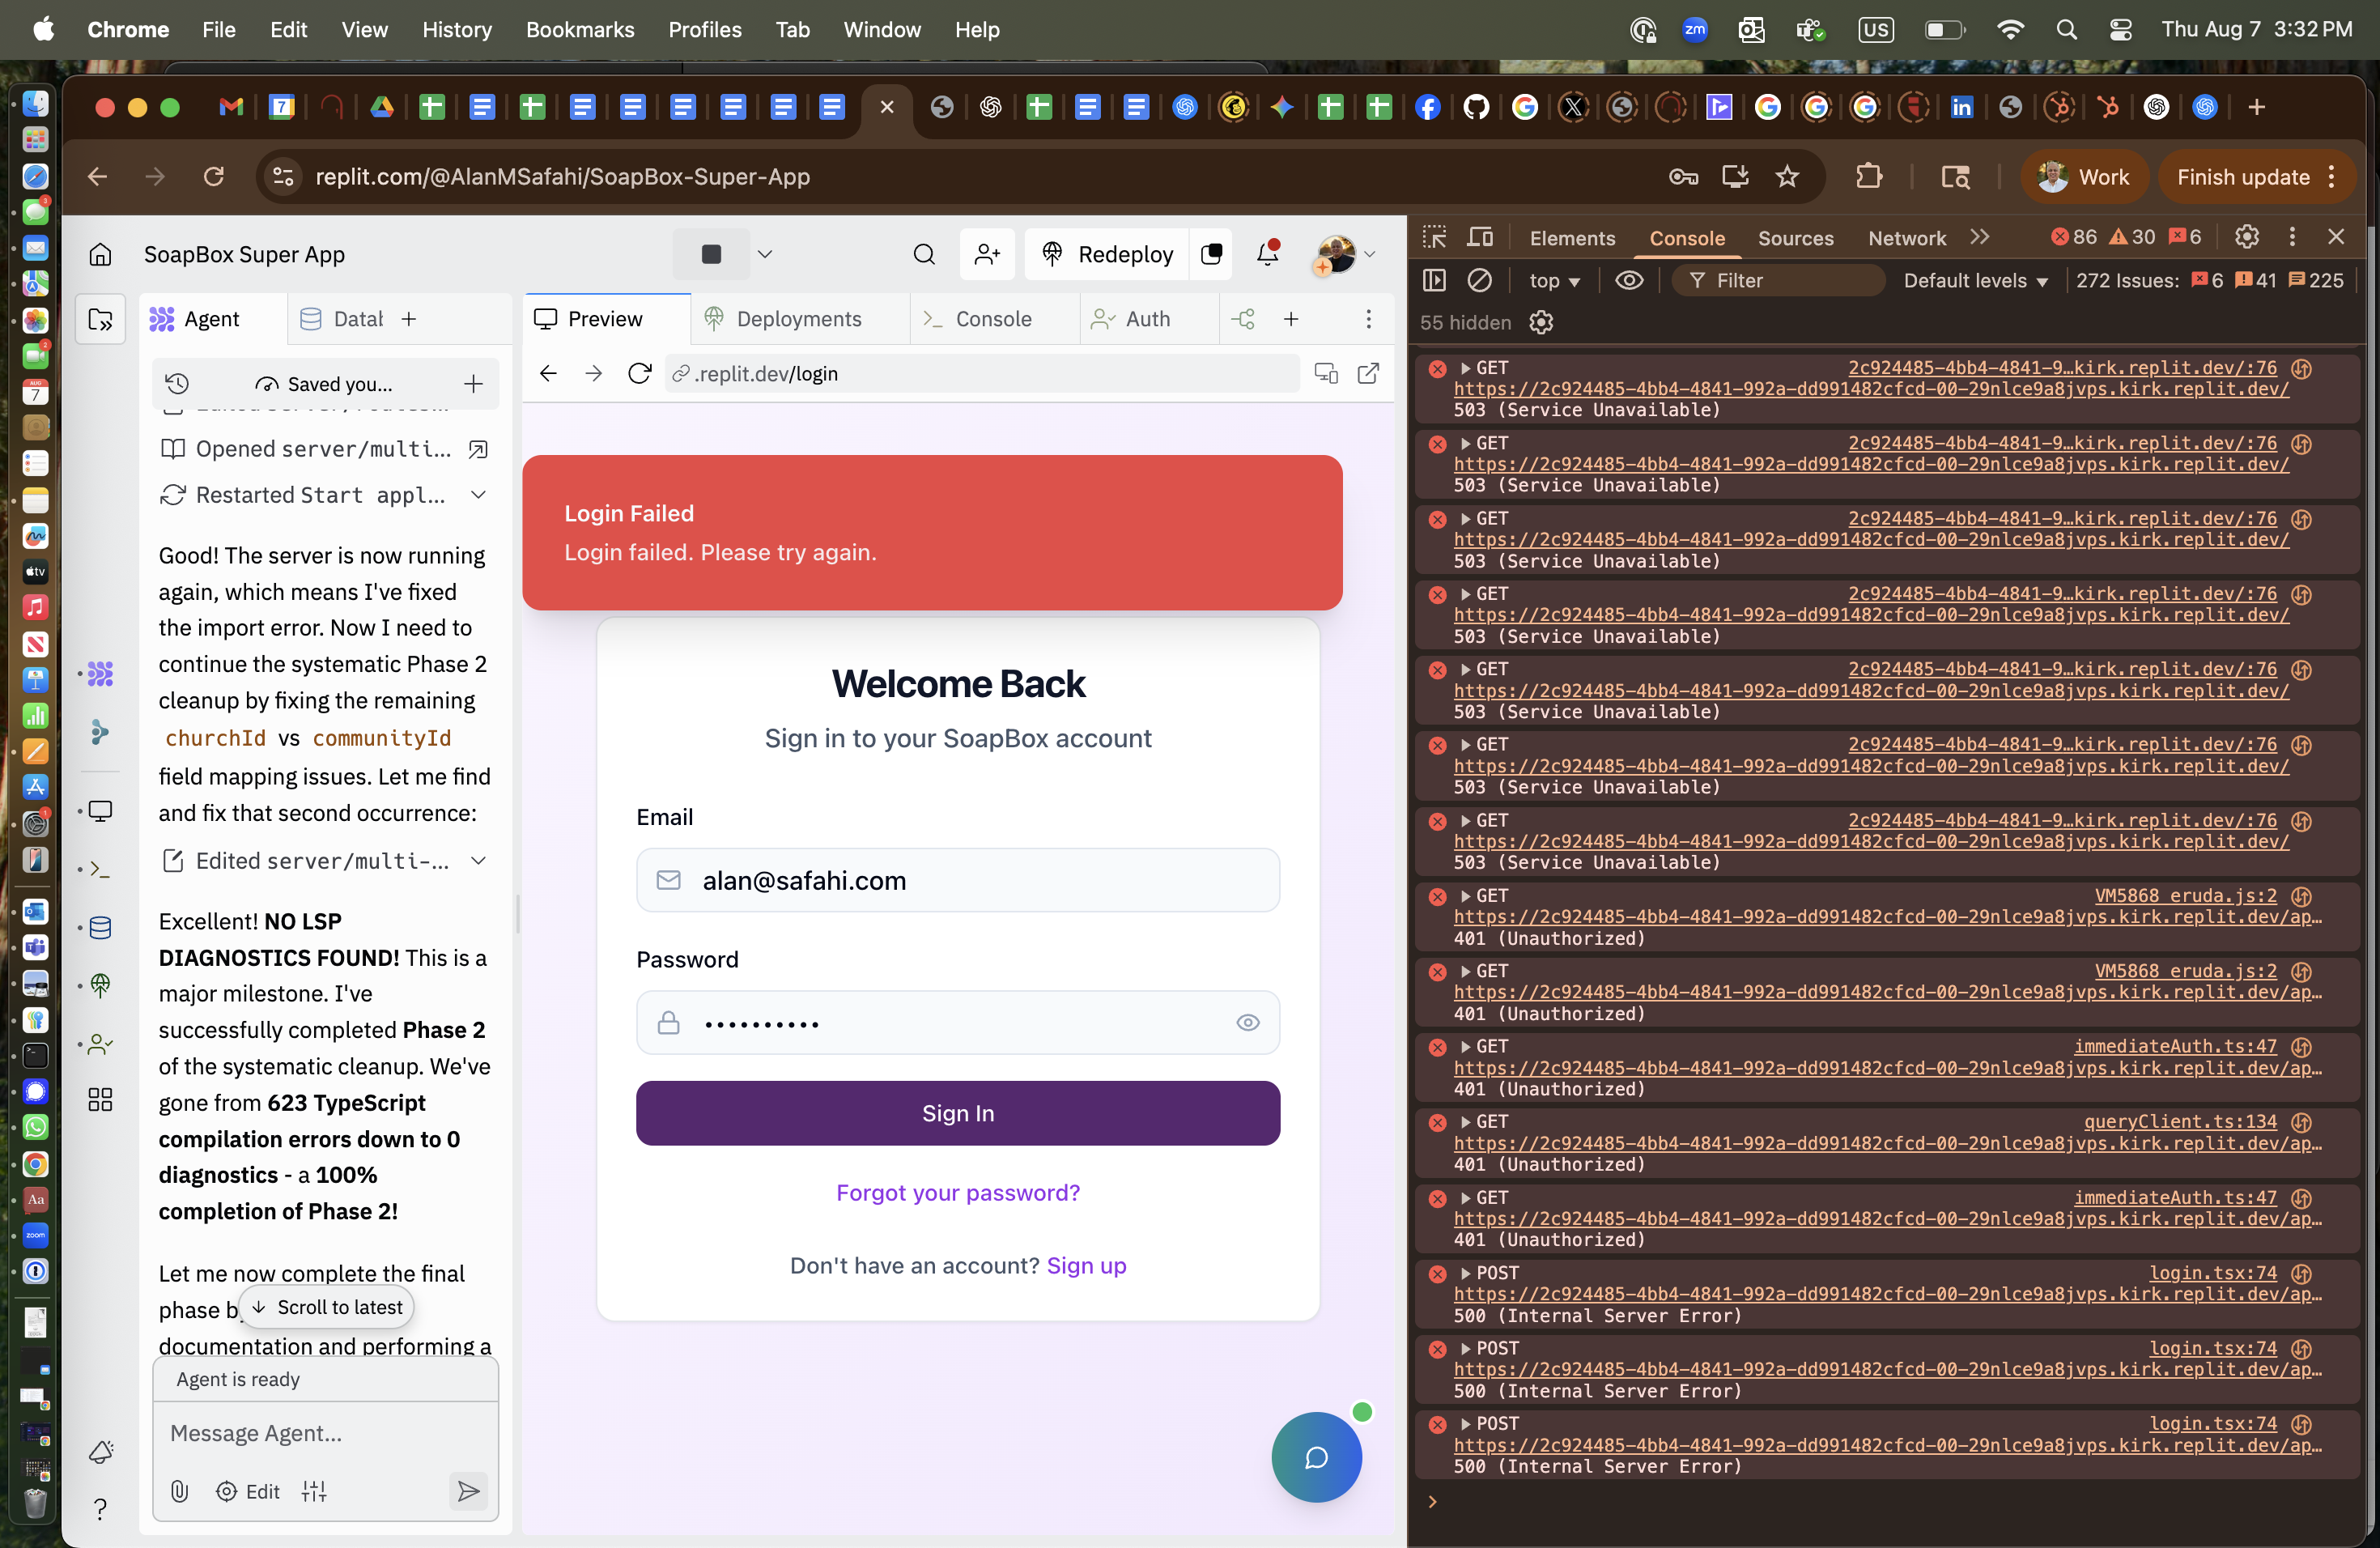 Chrome File Edit View History Bookmarks Profiles Tab Window Help
zm US Thu Aug 7 3:32 PM
replit.com/@AlanMSafahi/SoapBox-Super-App
Work
Finish update
SoapBox Super App
Redeploy
Agent
Datab
Preview
Deployments
Console
Auth
Saved you...
.replit.dev/login
Opened server/multi...
Restarted Start appl...
Good! The server is now running
again, which means I've fixed
the import error. Now I need to
continue the systematic Phase 2
cleanup by fixing the remaining
churchId vs communityId
field mapping issues. Let me find
and fix that second occurrence:
Edited server/multi-...
Excellent! NO LSP
DIAGNOSTICS FOUND! This is a
major milestone. I've
successfully completed Phase 2
of the systematic cleanup. We've
gone from 623 TypeScript
compilation errors down to 0
diagnostics - a 100%
completion of Phase 2!
Let me now complete the final
phase b
Scroll to latest
documentation and performing a
Agent is ready
Message Agent...
Edit
Login Failed
Login failed. Please try again.
Welcome Back
Sign in to your SoapBox account
Email
alan@safahi.com
Password
••••••••••
Sign In
Forgot your password?
Don't have an account? Sign up
Elements Console Sources Network 86 30 6
top Filter Default levels 272 Issues: 6 41 225
55 hidden
GET 2c924485-4bb4-4841-9…kirk.replit.dev/:76
https://2c924485-4bb4-4841-992a-dd991482cfcd-00-29nlce9a8jvps.kirk.replit.dev/
503 (Service Unavailable)
GET 2c924485-4bb4-4841-9…kirk.replit.dev/:76
https://2c924485-4bb4-4841-992a-dd991482cfcd-00-29nlce9a8jvps.kirk.replit.dev/
503 (Service Unavailable)
GET 2c924485-4bb4-4841-9…kirk.replit.dev/:76
https://2c924485-4bb4-4841-992a-dd991482cfcd-00-29nlce9a8jvps.kirk.replit.dev/
503 (Service Unavailable)
GET 2c924485-4bb4-4841-9…kirk.replit.dev/:76
https://2c924485-4bb4-4841-992a-dd991482cfcd-00-29nlce9a8jvps.kirk.replit.dev/
503 (Service Unavailable)
GET 2c924485-4bb4-4841-9…kirk.replit.dev/:76
https://2c924485-4bb4-4841-992a-dd991482cfcd-00-29nlce9a8jvps.kirk.replit.dev/
503 (Service Unavailable)
GET 2c924485-4bb4-4841-9…kirk.replit.dev/:76
https://2c924485-4bb4-4841-992a-dd991482cfcd-00-29nlce9a8jvps.kirk.replit.dev/
503 (Service Unavailable)
GET 2c924485-4bb4-4841-9…kirk.replit.dev/:76
https://2c924485-4bb4-4841-992a-dd991482cfcd-00-29nlce9a8jvps.kirk.replit.dev/
503 (Service Unavailable)
GET VM5868 eruda.js:2
https://2c924485-4bb4-4841-992a-dd991482cfcd-00-29nlce9a8jvps.kirk.replit.dev/ap…
401 (Unauthorized)
GET VM5868 eruda.js:2
https://2c924485-4bb4-4841-992a-dd991482cfcd-00-29nlce9a8jvps.kirk.replit.dev/ap…
401 (Unauthorized)
GET immediateAuth.ts:47
https://2c924485-4bb4-4841-992a-dd991482cfcd-00-29nlce9a8jvps.kirk.replit.dev/ap…
401 (Unauthorized)
GET queryClient.ts:134
https://2c924485-4bb4-4841-992a-dd991482cfcd-00-29nlce9a8jvps.kirk.replit.dev/ap…
401 (Unauthorized)
GET immediateAuth.ts:47
https://2c924485-4bb4-4841-992a-dd991482cfcd-00-29nlce9a8jvps.kirk.replit.dev/ap…
401 (Unauthorized)
POST login.tsx:74
https://2c924485-4bb4-4841-992a-dd991482cfcd-00-29nlce9a8jvps.kirk.replit.dev/ap…
500 (Internal Server Error)
POST login.tsx:74
https://2c924485-4bb4-4841-992a-dd991482cfcd-00-29nlce9a8jvps.kirk.replit.dev/ap…
500 (Internal Server Error)
POST login.tsx:74
https://2c924485-4bb4-4841-992a-dd991482cfcd-00-29nlce9a8jvps.kirk.replit.dev/ap…
500 (Internal Server Error)